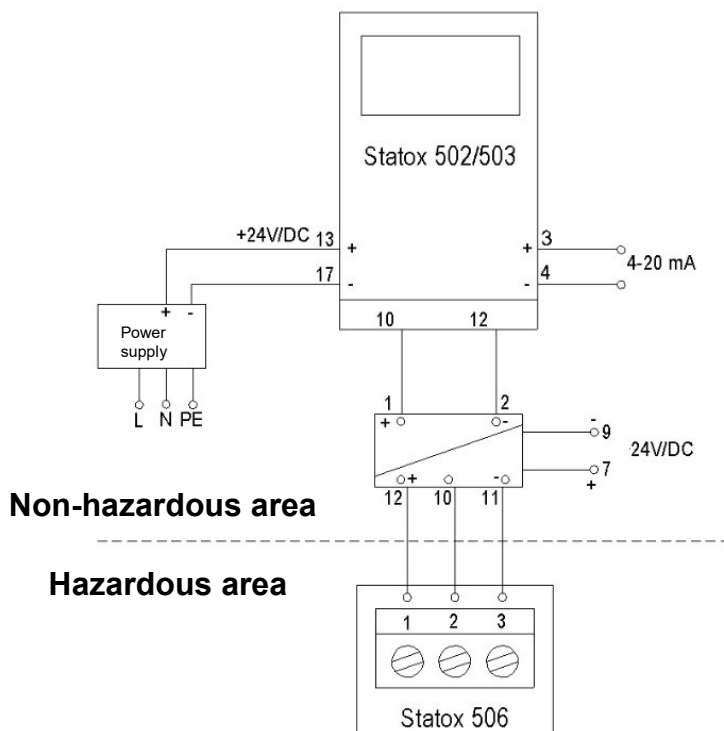 Statox 502/503
+24V/DC 13 + + 3
4-20 mA
17 - - 4
+ -
Power
supply
10 12
L N PE
1 2
+ -
- 9
24V/DC
7
+
+ -
12 10 11
Non-hazardous area
Hazardous area
1 2 3
Statox 506